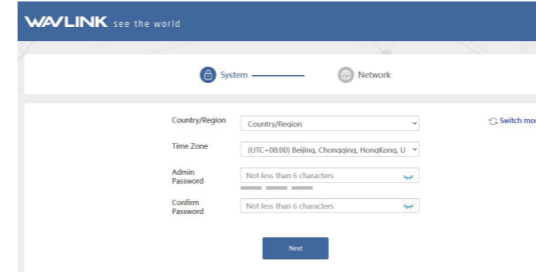 WAVLINK see the world
System Network
Country/Region Country/Region Switch mod
Time Zone (UTC+08:00) Beijing, Chongqing, HongKong, U
Admin Password Not less than 6 characters
Confirm Password Not less than 6 characters
Next